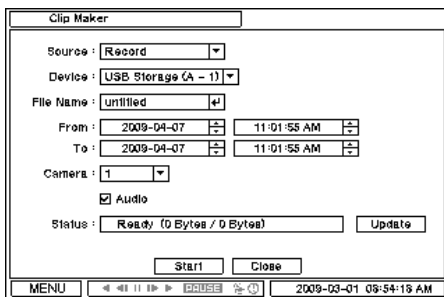 Clip Maker
Source : Record
Device : USB Storage (A - 1)
File Name : untitled
From : 2009-04-07 11:01:55 AM
To : 2009-04-07 11:01:55 AM
Camera : 1
Audio
Status : Ready (0 Bytes / 0 Bytes) Update
Start Close
MENU PAUSE 2009-03-01 08:54:18 AM